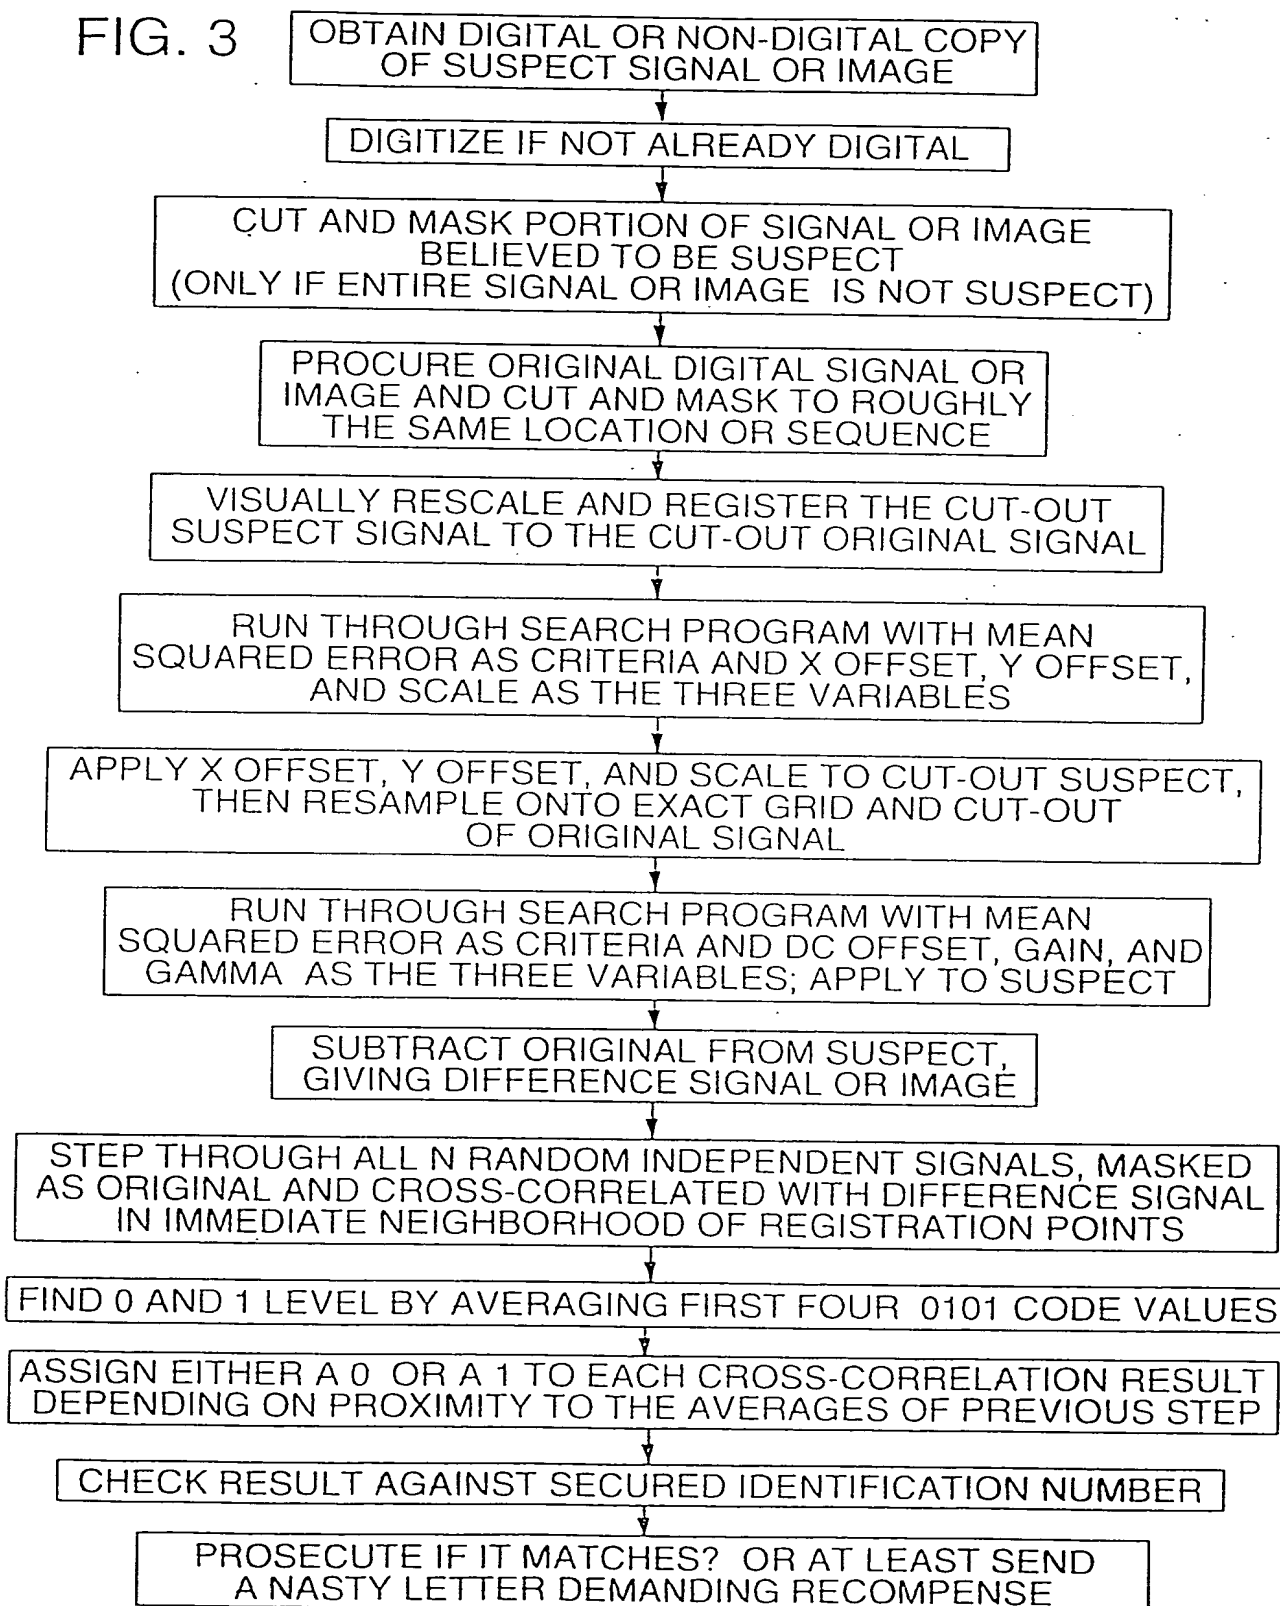 FIG. 3
OBTAIN DIGITAL OR NON-DIGITAL COPY
OF SUSPECT SIGNAL OR IMAGE
DIGITIZE IF NOT ALREADY DIGITAL
CUT AND MASK PORTION OF SIGNAL OR IMAGE
BELIEVED TO BE SUSPECT
(ONLY IF ENTIRE SIGNAL OR IMAGE IS NOT SUSPECT)
PROCURE ORIGINAL DIGITAL SIGNAL OR
IMAGE AND CUT AND MASK TO ROUGHLY
THE SAME LOCATION OR SEQUENCE
VISUALLY RESCALE AND REGISTER THE CUT-OUT
SUSPECT SIGNAL TO THE CUT-OUT ORIGINAL SIGNAL
RUN THROUGH SEARCH PROGRAM WITH MEAN
SQUARED ERROR AS CRITERIA AND X OFFSET, Y OFFSET,
AND SCALE AS THE THREE VARIABLES
APPLY X OFFSET, Y OFFSET, AND SCALE TO CUT-OUT SUSPECT,
THEN RESAMPLE ONTO EXACT GRID AND CUT-OUT
OF ORIGINAL SIGNAL
RUN THROUGH SEARCH PROGRAM WITH MEAN
SQUARED ERROR AS CRITERIA AND DC OFFSET, GAIN, AND
GAMMA AS THE THREE VARIABLES; APPLY TO SUSPECT
SUBTRACT ORIGINAL FROM SUSPECT,
GIVING DIFFERENCE SIGNAL OR IMAGE
STEP THROUGH ALL N RANDOM INDEPENDENT SIGNALS, MASKED
AS ORIGINAL AND CROSS-CORRELATED WITH DIFFERENCE SIGNAL
IN IMMEDIATE NEIGHBORHOOD OF REGISTRATION POINTS
FIND 0 AND 1 LEVEL BY AVERAGING FIRST FOUR 0101 CODE VALUES
ASSIGN EITHER A 0 OR A 1 TO EACH CROSS-CORRELATION RESULT
DEPENDING ON PROXIMITY TO THE AVERAGES OF PREVIOUS STEP
CHECK RESULT AGAINST SECURED IDENTIFICATION NUMBER
PROSECUTE IF IT MATCHES? OR AT LEAST SEND
A NASTY LETTER DEMANDING RECOMPENSE